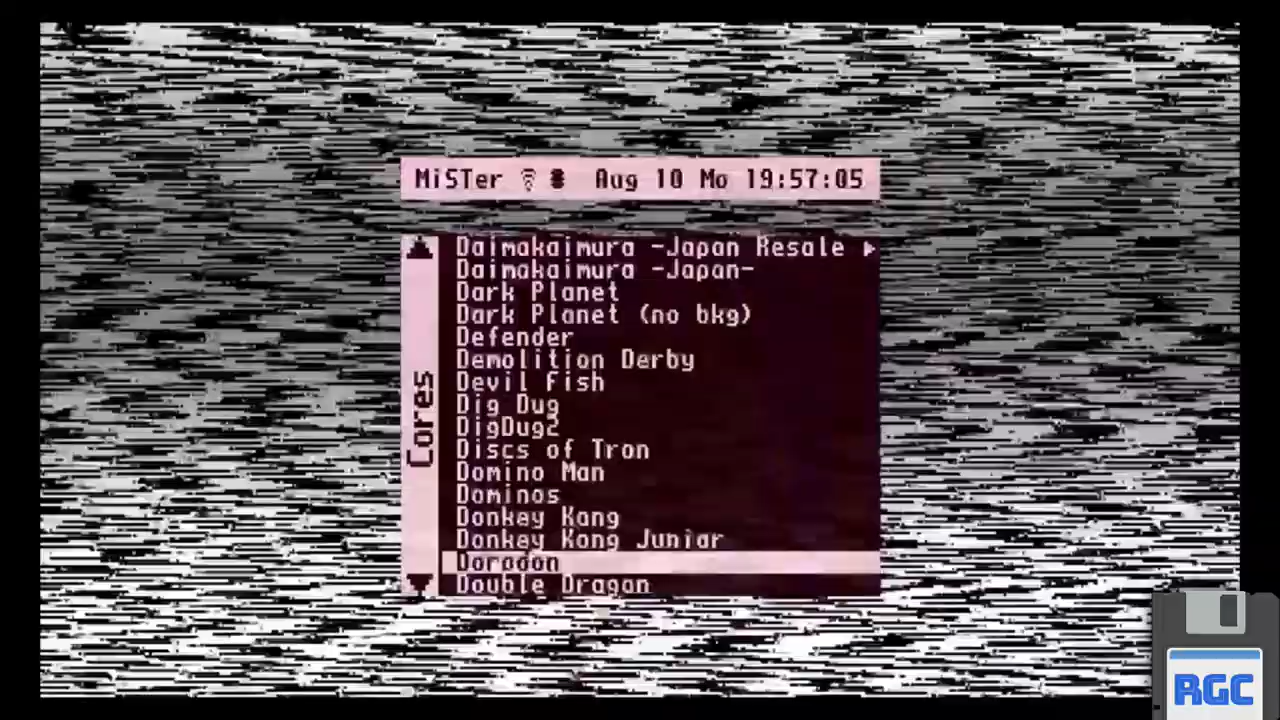 MiSTer Aug 10 Mo 19:57:05
Daimakaimura -Japan Resale
Daimakaimura -Japan-
Dark Planet
Dark Planet (no bkg)
Defender
Demolition Derby
Devil Fish
Dig Dug
DigDug2
Discs of Tron
Domino Man
Dominos
Donkey Kong
Donkey Kong Junior
Dorodon
Double Dragon
Cores
RGC